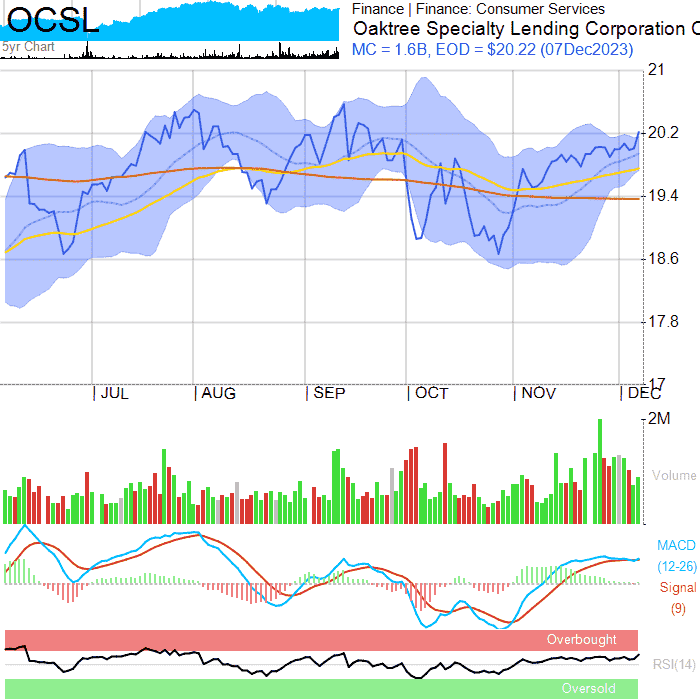 OCSL
5yr Chart
Finance | Finance: Consumer Services
Oaktree Specialty Lending Corporation C
MC = 1.6B, EOD = $20.22 (07Dec2023)
21
20.2
19.4
18.6
17.8
17
| JUL | AUG | SEP | OCT | NOV | DEC
2M
Volume
MACD
(12-26)
Signal
(9)
Overbought
RSI(14)
Oversold